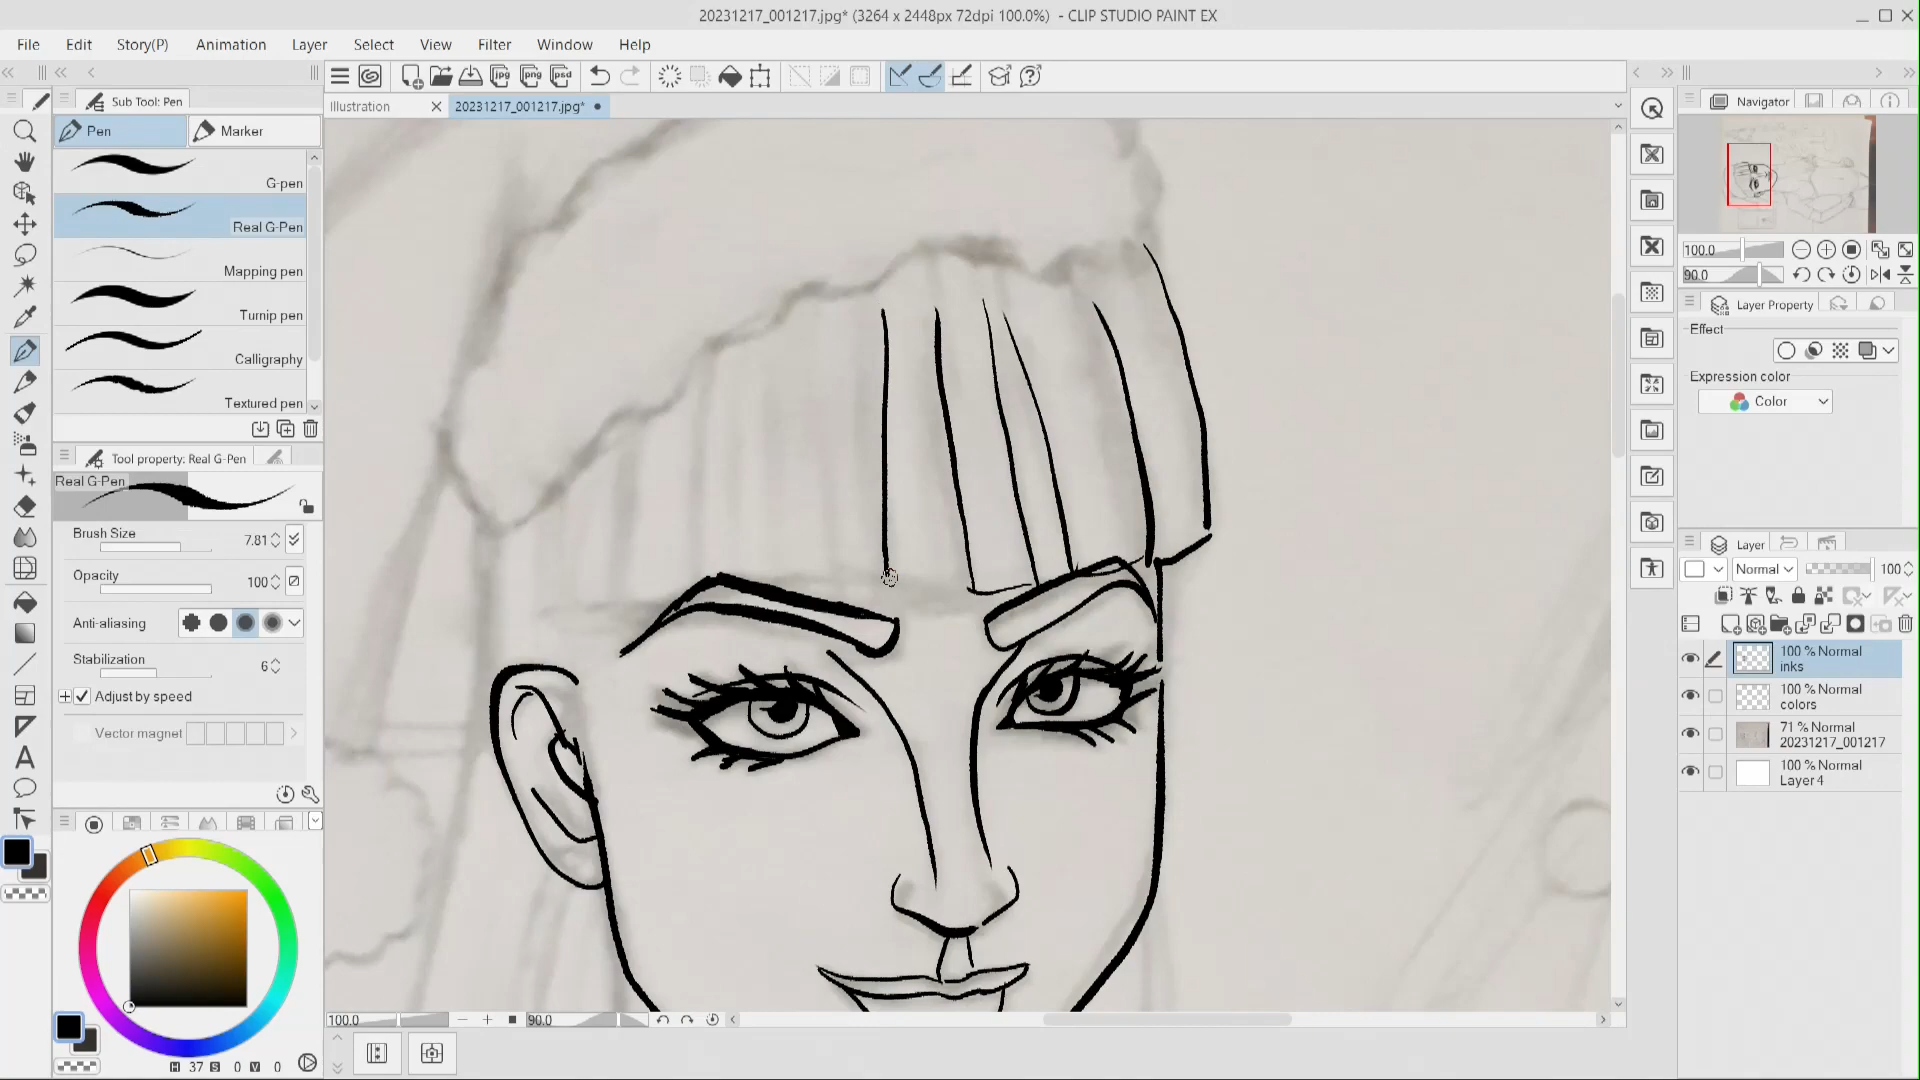 20231217_001217.jpg* (3264 x 2448px 72dpi 100.0%) - CLIP STUDIO PAINT EX
File Edit Story(P) Animation Layer Select View Filter Window Help
jpg png psd
Sub Tool: Pen
Illustration
20231217_001217.jpg*
Navigator
Pen
Marker
G-pen
Real G-Pen
Mapping pen
Turnip pen
Calligraphy
Textured pen
Tool property: Real G-Pen
Real G-Pen
Brush Size 7.81
Opacity 100
Anti-aliasing
Stabilization 6
Adjust by speed
Vector magnet
H 37 S 0 V 0
100.0
90.0
100.0
90.0
Layer Property
Effect
Expression color
Color
Layer
Normal 100
100 % Normal
inks
100 % Normal
colors
71 % Normal
20231217_001217
100 % Normal
Layer 4